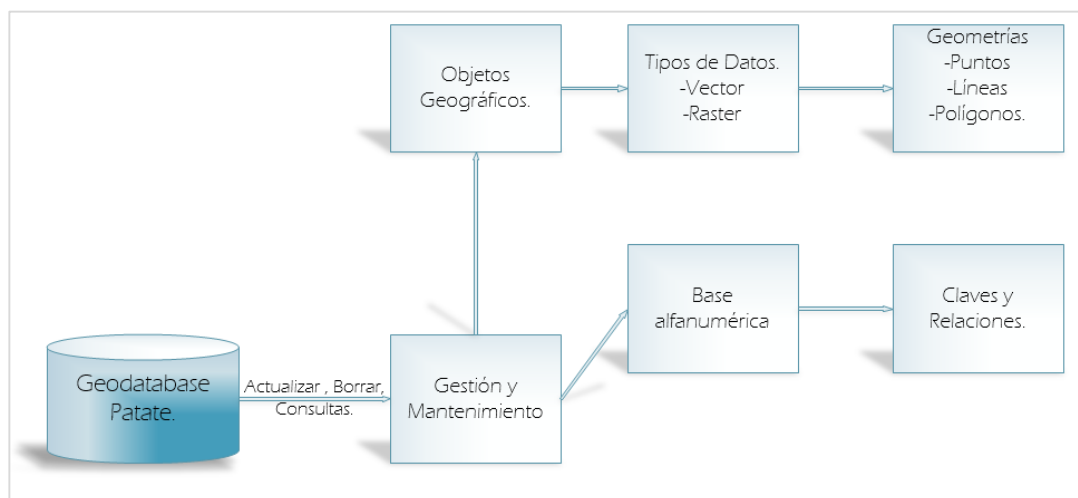 Objetos
Geográficos.
Tipos de Datos.
-Vector
-Raster
Geometrías
-Puntos
-Líneas
-Polígonos.
Base
alfanumérica
Claves y
Relaciones.
Geodatabase
Patate.
Actualizar , Borrar,
Consultas.
Gestión y
Mantenimiento